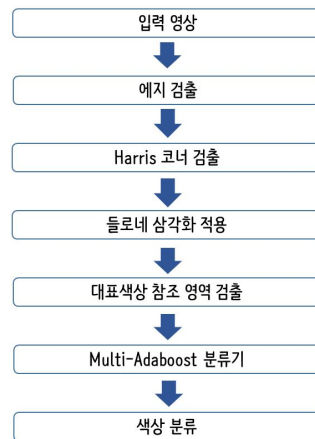 입력 영상
에지 검출
Harris 코너 검출
들로네 삼각화 적용
대표색상 참조 영역 검출
Multi-Adaboost 분류기
색상 분류